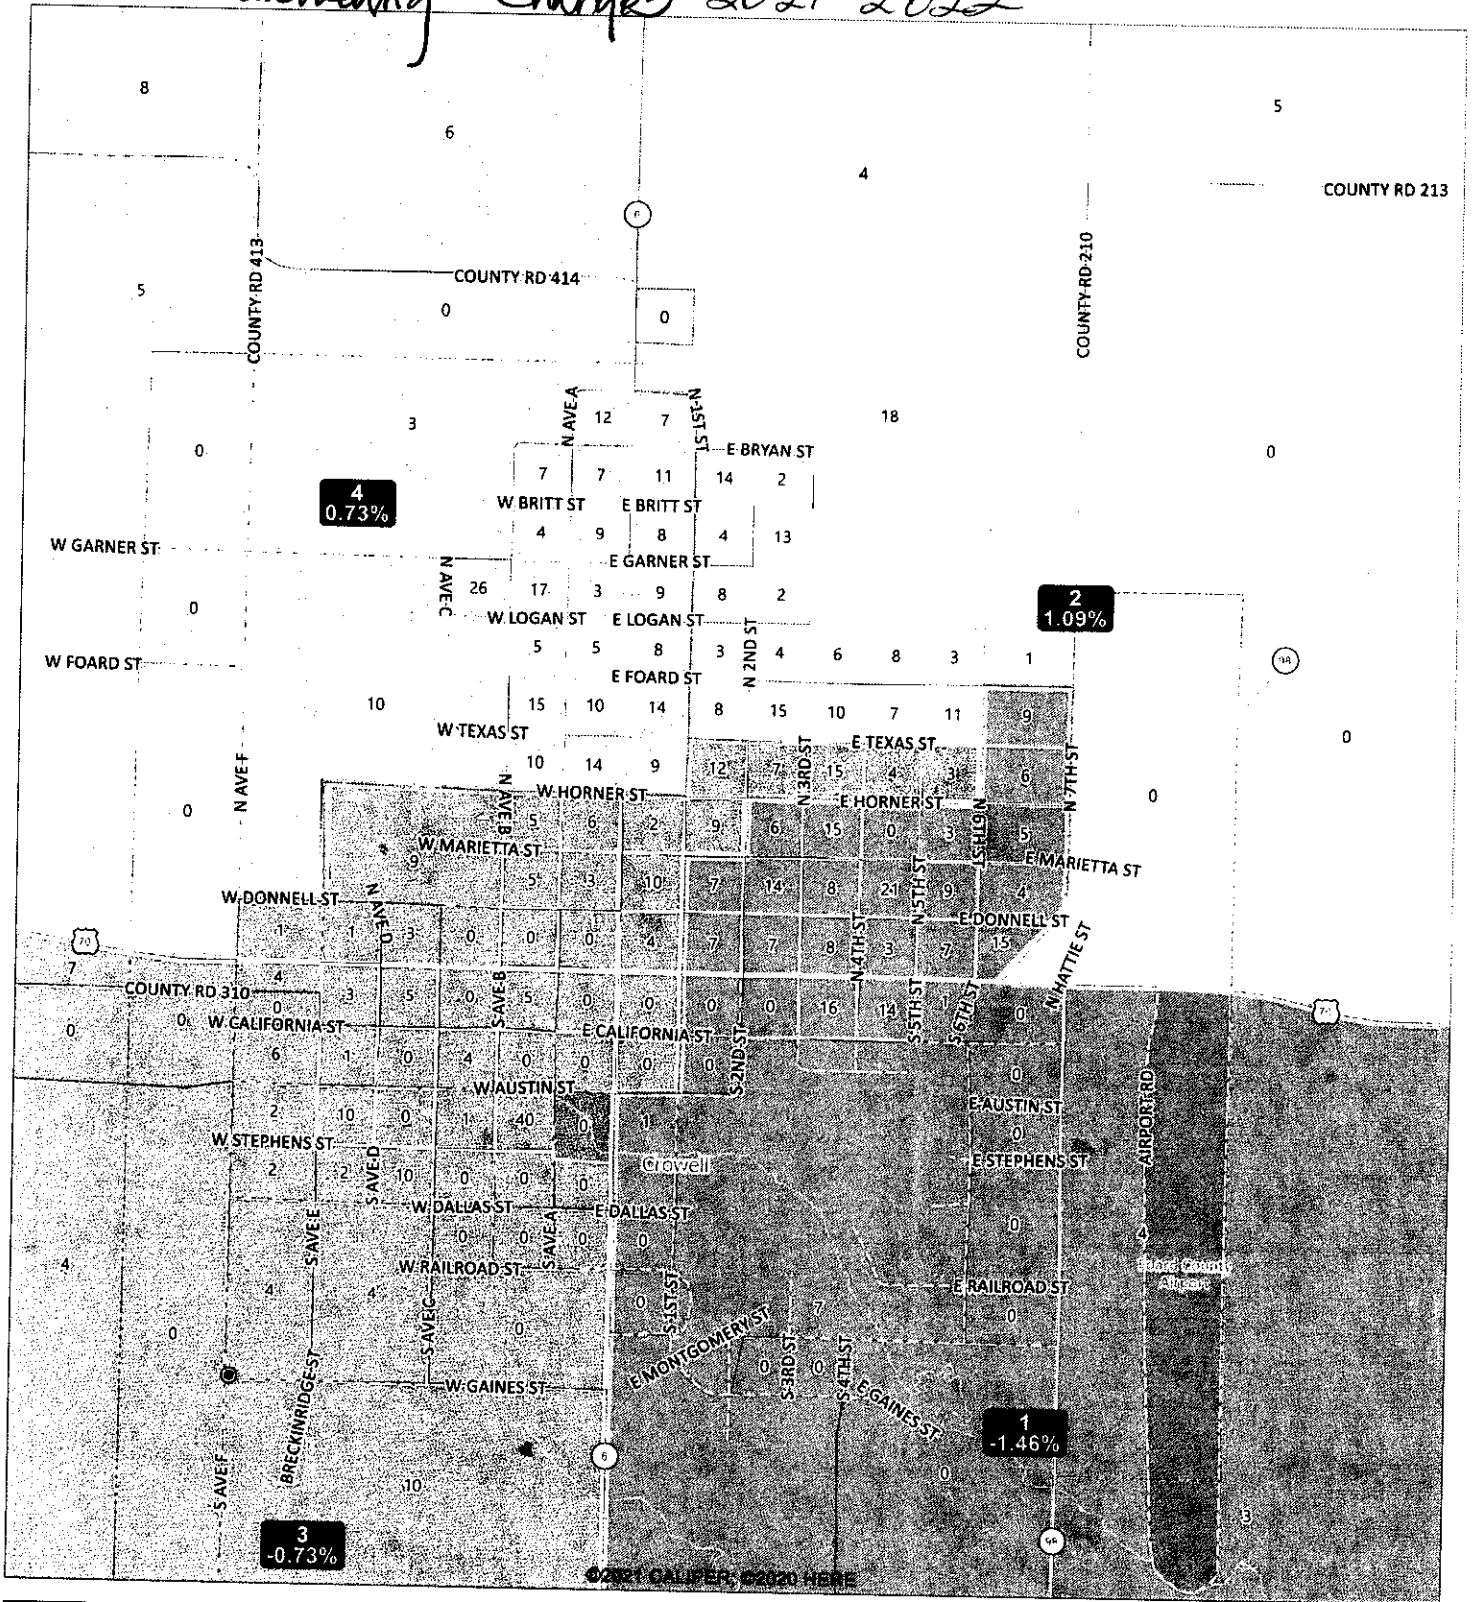 Change 2021 2022
8
6
5
4
COUNTY RD 213
6
COUNTY RD 413
COUNTY RD 210
5
COUNTY RD 414
0
0
N AVE A
N 1ST ST
3
12
7
18
0
E BRYAN ST
0
7
7
11
14
2
4
0.73%
W BRITT ST
E BRITT ST
4
9
8
4
13
W GARNER ST
E GARNER ST
N AVE C
26
17
3
9
8
2
0
2
1.09%
W LOGAN ST
E LOGAN ST
N 2ND ST
5
5
8
3
4
6
8
3
1
98
W FOARD ST
E FOARD ST
10
15
10
14
8
15
10
7
11
9
0
W TEXAS ST
E TEXAS ST
N AVE F
10
14
9
12
7
N 3RD ST
15
4
3
6
N 7TH ST
0
0
N AVE B
W HORNER ST
E HORNER ST
N 6TH ST
5
6
2
9
6
15
0
3
5
W MARIETTA ST
E MARIETTA ST
9
5
3
10
7
14
8
21
N 5TH ST
9
4
W DONNELL ST
N AVE D
E DONNELL ST
70
1
1
3
0
0
0
4
7
7
8
N 4TH ST
3
7
15
N HATTIE ST
7
4
COUNTY RD 310
S AVE B
0
3
5
0
5
0
0
0
0
16
14
S 5TH ST
1
S 6TH ST
0
70
0
0
W CALIFORNIA ST
E CALIFORNIA ST
6
1
0
4
0
0
0
0
S 2ND ST
0
AIRPORT RD
W AUSTIN ST
E AUSTIN ST
2
10
0
1
40
0
1
0
W STEPHENS ST
E STEPHENS ST
Crowell
2
2
S AVE D
10
0
0
0
W DALLAS ST
E DALLAS ST
S AVE E
0
0
S AVE A
0
0
0
4
4
Foard County
Airport
W RAILROAD ST
E RAILROAD ST
4
4
S AVE C
0
0
S 1ST ST
7
0
0
E MONTGOMERY ST
0
S 3RD ST
0
S 4TH ST
W GAINES ST
E GAINES ST
BRECKINRIDGE ST
1
-1.46%
6
S AVE F
10
0
3
3
-0.73%
98
©2021 CALIPER; ©2020 HERE